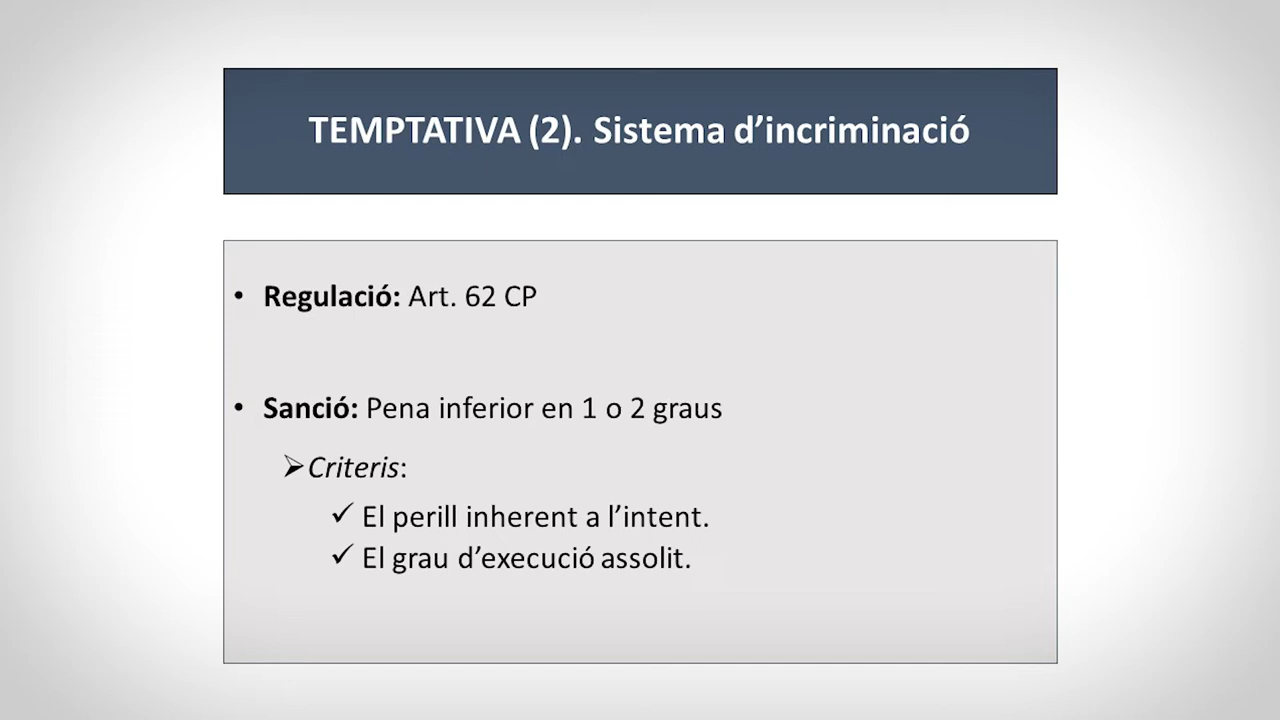 TEMPTATIVA (2). Sistema d’incriminació
• Regulació: Art. 62 CP
• Sanció: Pena inferior en 1 o 2 graus
➢ Criteris:
✓ El perill inherent a l’intent.
✓ El grau d’execució assolit.